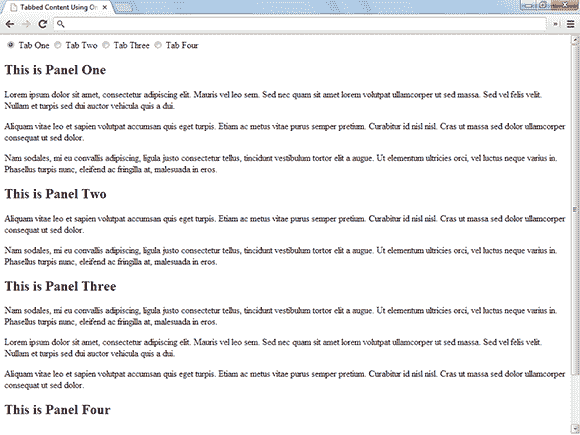 Tabbed Content Using On
Tab One Tab Two Tab Three Tab Four
This is Panel One
Lorem ipsum dolor sit amet, consectetur adipiscing elit. Mauris vel leo sem. Sed nec quam sit amet lorem volutpat ullamcorper ut sed massa. Sed vel felis velit.
Nullam et turpis sed dui auctor vehicula quis a dui.
Aliquam vitae leo et sapien volutpat accumsan quis eget turpis. Etiam ac metus vitae purus semper pretium. Curabitur id nisl nisl. Cras ut massa sed dolor ullamcorper
consequat ut sed dolor.
Nam sodales, mi eu convallis adipiscing, ligula justo consectetur tellus, tincidunt vestibulum tortor elit a augue. Ut elementum ultricies orci, vel luctus neque varius in.
Phasellus turpis nunc, eleifend ac fringilla at, malesuada in eros.
This is Panel Two
Aliquam vitae leo et sapien volutpat accumsan quis eget turpis. Etiam ac metus vitae purus semper pretium. Curabitur id nisl nisl. Cras ut massa sed dolor ullamcorper
consequat ut sed dolor.
Nam sodales, mi eu convallis adipiscing, ligula justo consectetur tellus, tincidunt vestibulum tortor elit a augue. Ut elementum ultricies orci, vel luctus neque varius in.
Phasellus turpis nunc, eleifend ac fringilla at, malesuada in eros.
This is Panel Three
Nam sodales, mi eu convallis adipiscing, ligula justo consectetur tellus, tincidunt vestibulum tortor elit a augue. Ut elementum ultricies orci, vel luctus neque varius in.
Phasellus turpis nunc, eleifend ac fringilla at, malesuada in eros.
Lorem ipsum dolor sit amet, consectetur adipiscing elit. Mauris vel leo sem. Sed nec quam sit amet lorem volutpat ullamcorper ut sed massa. Sed vel felis velit.
Nullam et turpis sed dui auctor vehicula quis a dui.
Aliquam vitae leo et sapien volutpat accumsan quis eget turpis. Etiam ac metus vitae purus semper pretium. Curabitur id nisl nisl. Cras ut massa sed dolor ullamcorper
consequat ut sed dolor.
This is Panel Four